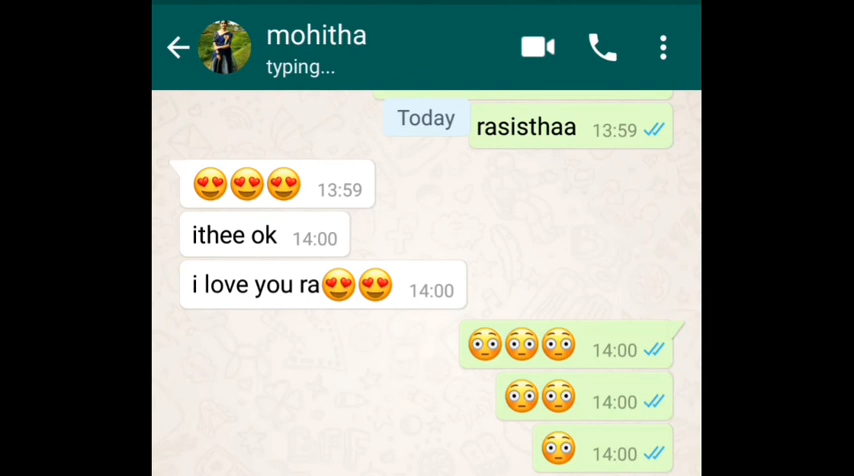 mohitha
typing...
Today
rasisthaa 13:59
😍😍😍 13:59
ithee ok 14:00
i love you ra😍😍 14:00
😳😳😳 14:00
😳😳 14:00
😳 14:00